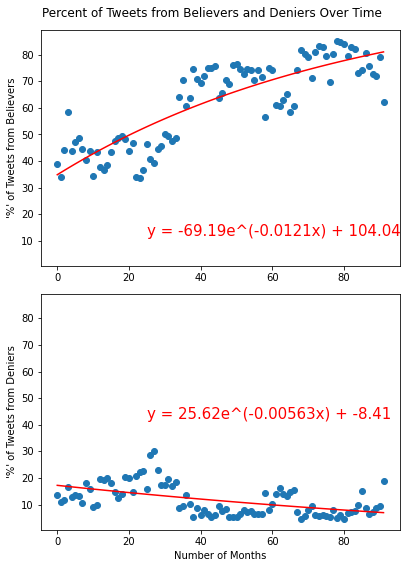 Percent of Tweets from Believers and Deniers Over Time
90
80
70
60
50
40
30
20
10
'%' of Tweets from Believers
y = -69.19e^(-0.0121x) + 104.04
0 20 40 60 80
90
80
70
60
50
40
30
20
10
'%' of Tweets from Deniers
y = 25.62e^(-0.00563x) + -8.41
0 20 40 60 80
Number of Months